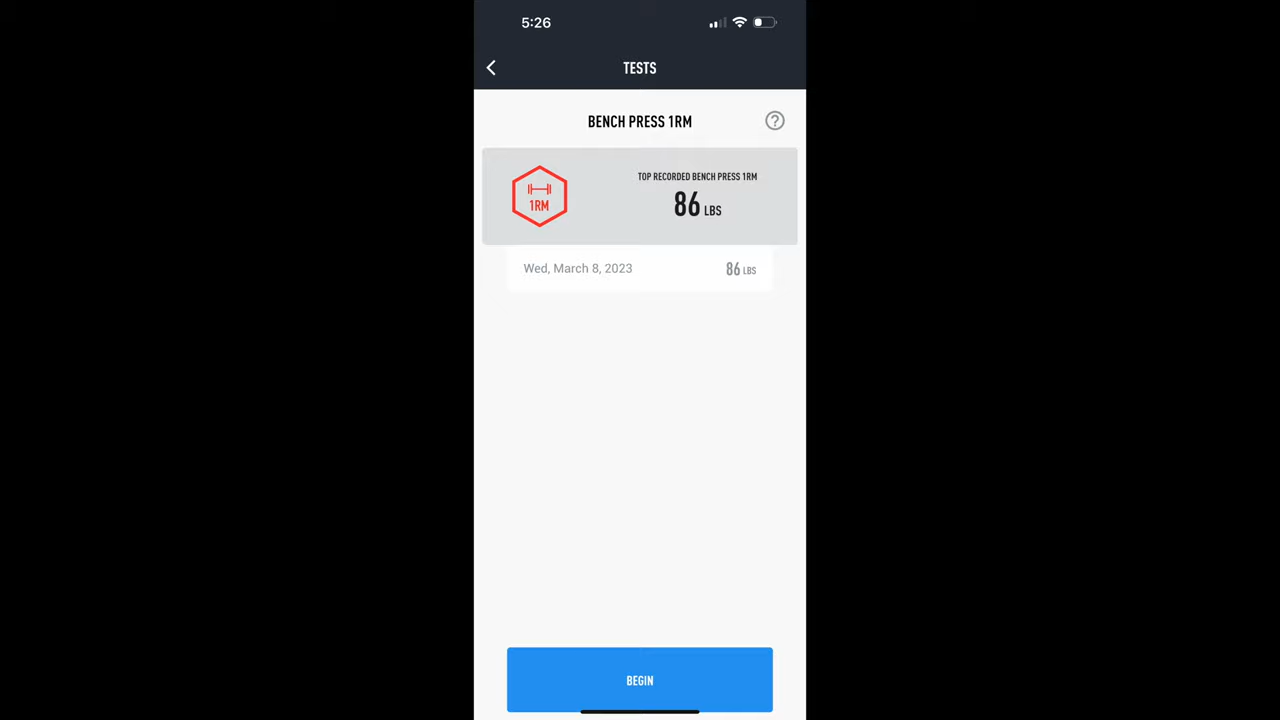 5:26
TESTS
BENCH PRESS 1RM
?
TOP RECORDED BENCH PRESS 1RM
1RM
86 LBS
Wed, March 8, 2023 86 LBS
BEGIN